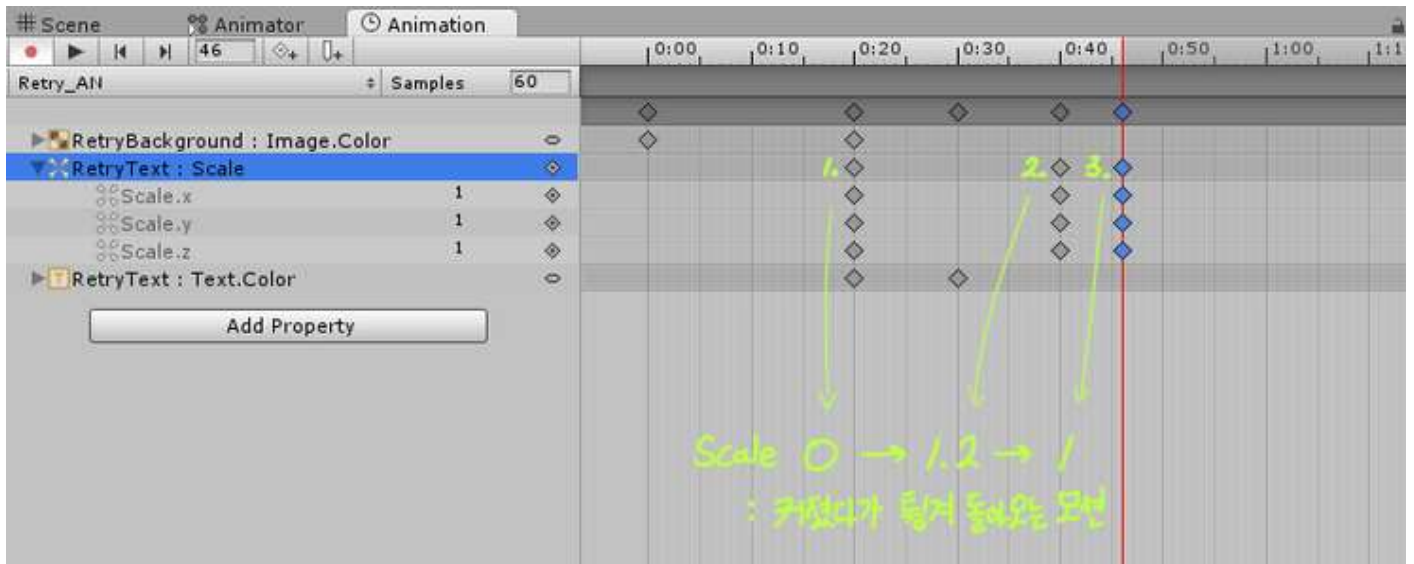 Scene Animator Animation
46 0:00 0:10 0:20 0:30 0:40 0:50 1:00 1:1
Retry_AN Samples 60
RetryBackground : Image.Color
RetryText : Scale 1. 2. 3.
Scale.x 1
Scale.y 1
Scale.z 1
RetryText : Text.Color
Add Property
Scale 0 → 1.2 → 1
: 커졌다가 튕겨 돌아오는 모션